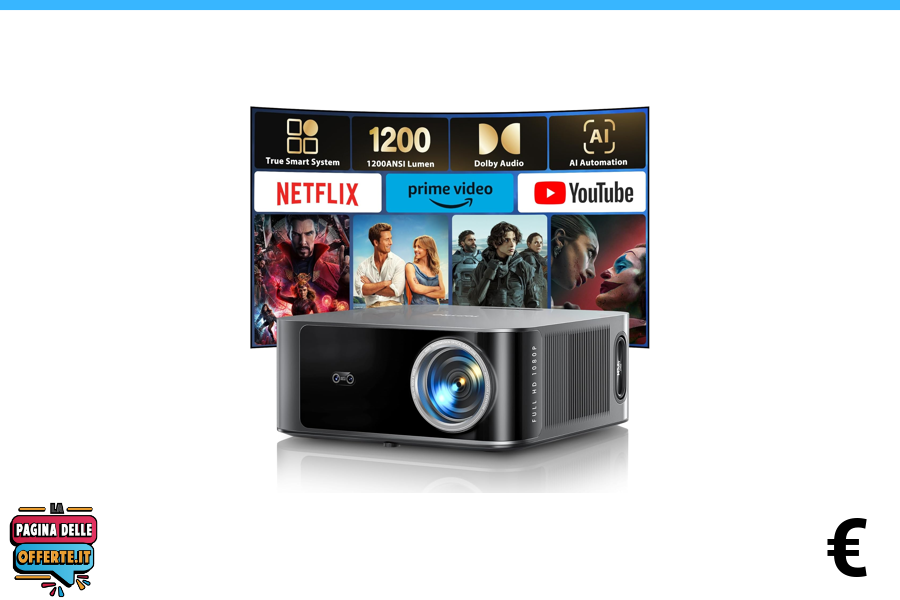 1200
True Smart System
1200ANSI Lumen
Dolby Audio
AI
AI Automation
NETFLIX
prime video
YouTube
FULL HD 1080P
LA
PAGINA DELLE
OFFERTE.IT
€